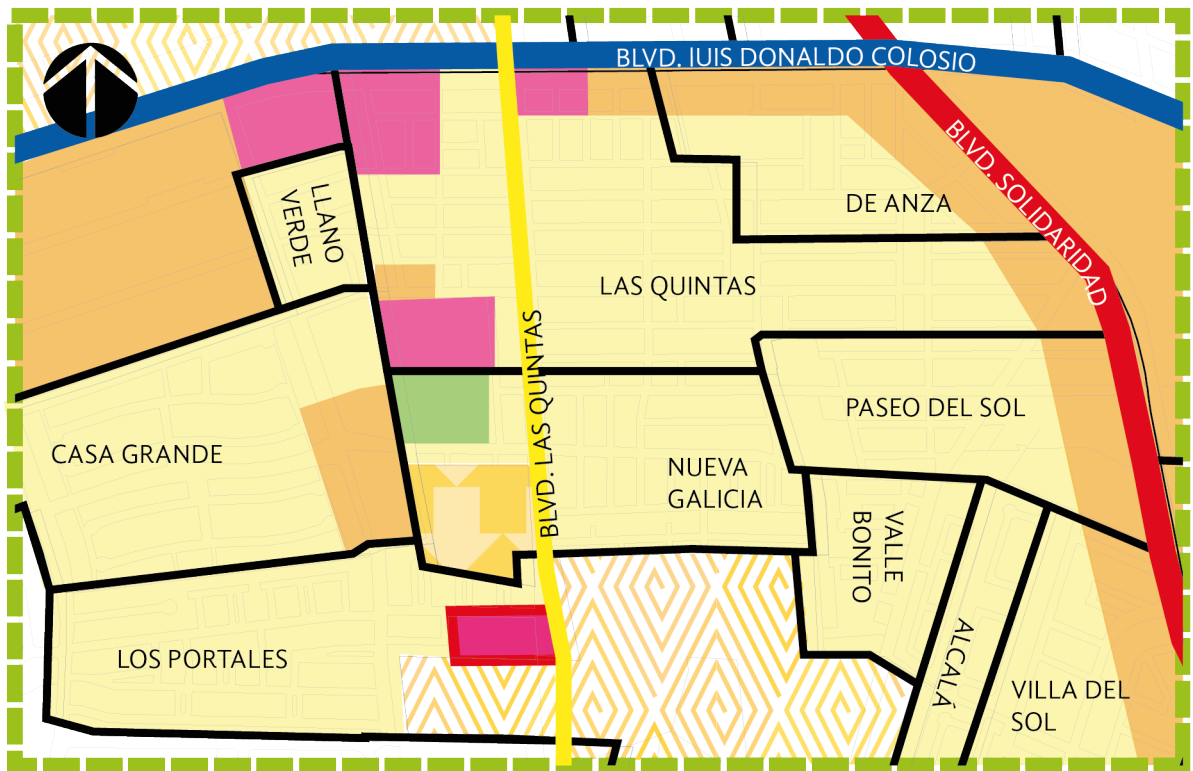 BLVD. lUIS DONALDO COLOSIO
BLVD. SOLIDARIDAD
LLANO
VERDE
DE ANZA
LAS QUINTAS
BLVD. LAS QUINTAS
PASEO DEL SOL
CASA GRANDE
NUEVA
GALICIA
VALLE
BONITO
LOS PORTALES
ALCALÁ
VILLA DEL
SOL